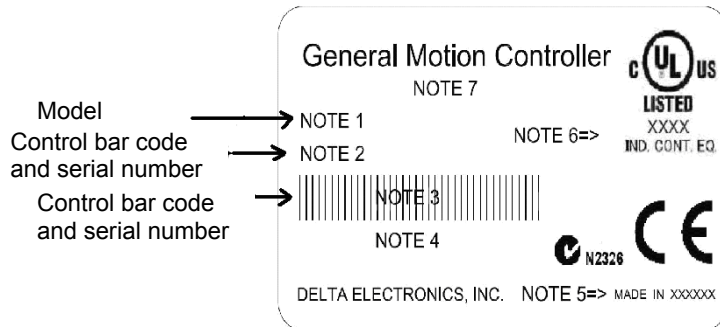 General Motion Controller
NOTE 7
C UL US
LISTED
XXXX
IND. CONT. EQ.
NOTE 6=>
Model
NOTE 1
Control bar code
and serial number
NOTE 2
Control bar code
and serial number
NOTE 3
NOTE 4
N2326
CE
DELTA ELECTRONICS, INC.
NOTE 5=> MADE IN XXXXXX